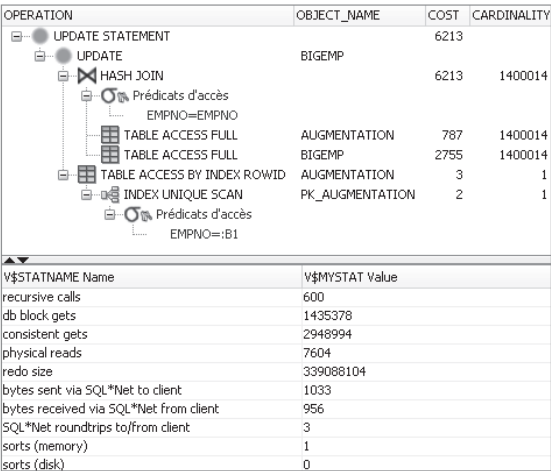 OPERATION OBJECT_NAME COST CARDINALITY
UPDATE STATEMENT 6213
UPDATE BIGEMP
HASH JOIN 6213 1400014
Prédicats d'accès
EMPNO=EMPNO
TABLE ACCESS FULL AUGMENTATION 787 1400014
TABLE ACCESS FULL BIGEMP 2755 1400014
TABLE ACCESS BY INDEX ROWID AUGMENTATION 3 1
INDEX UNIQUE SCAN PK_AUGMENTATION 2 1
Prédicats d'accès
EMPNO=:B1
V$STATNAME Name V$MYSTAT Value
recursive calls 600
db block gets 1435378
consistent gets 2948994
physical reads 7604
redo size 339088104
bytes sent via SQL*Net to client 1033
bytes received via SQL*Net from client 956
SQL*Net roundtrips to/from client 3
sorts (memory) 1
sorts (disk) 0